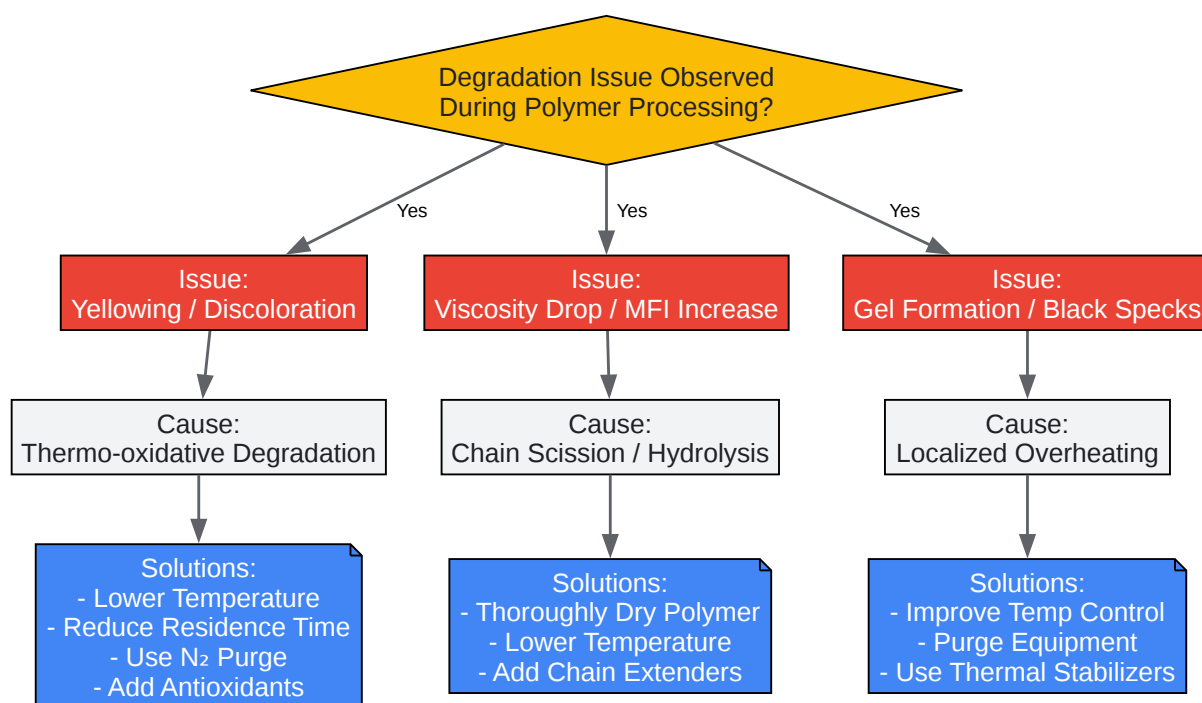 Degradation Issue Observed
During Polymer Processing?
Yes
Yes
Yes
Issue:
Yellowing / Discoloration
Issue:
Viscosity Drop / MFI Increase
Issue:
Gel Formation / Black Specks
Cause:
Thermo-oxidative Degradation
Cause:
Chain Scission / Hydrolysis
Cause:
Localized Overheating
Solutions:
- Lower Temperature
- Reduce Residence Time
- Use N₂ Purge
- Add Antioxidants
Solutions:
- Thoroughly Dry Polymer
- Lower Temperature
- Add Chain Extenders
Solutions:
- Improve Temp Control
- Purge Equipment
- Use Thermal Stabilizers